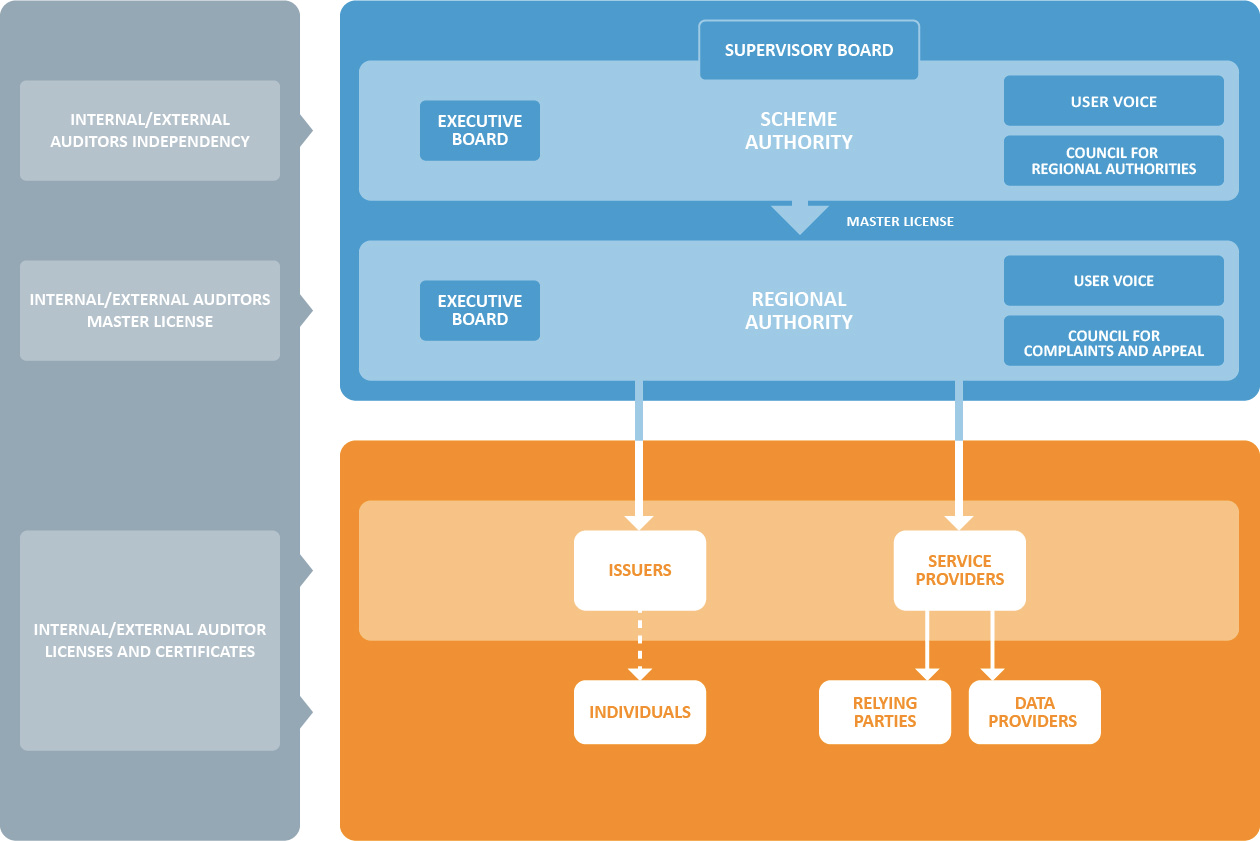 INTERNAL/EXTERNAL
AUDITORS INDEPENDENCY
INTERNAL/EXTERNAL AUDITORS
MASTER LICENSE
INTERNAL/EXTERNAL AUDITOR
LICENSES AND CERTIFICATES
SUPERVISORY BOARD
EXECUTIVE
BOARD
SCHEME
AUTHORITY
USER VOICE
COUNCIL FOR
REGIONAL AUTHORITIES
MASTER LICENSE
EXECUTIVE
BOARD
REGIONAL
AUTHORITY
USER VOICE
COUNCIL FOR
COMPLAINTS AND APPEAL
ISSUERS
SERVICE
PROVIDERS
INDIVIDUALS
RELYING
PARTIES
DATA
PROVIDERS